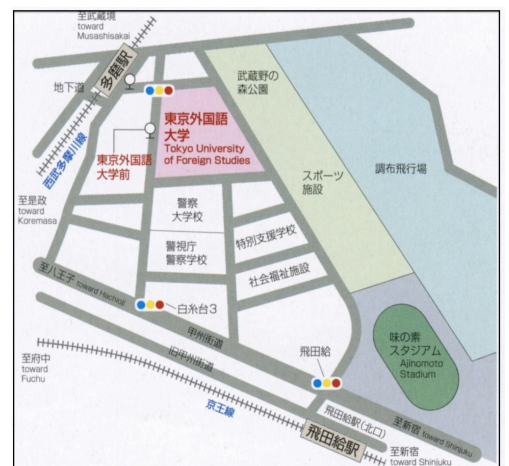 至武蔵境
toward
Musashisakai
多磨駅
地下道
西武多摩川線
東京外国語
大学
Tokyo University
of Foreign Studies
東京外国語
大学前
武蔵野の
森公園
調布飛行場
スポーツ
施設
至是政
toward
Koremasa
警察
大学校
警視庁
警察学校
特別支援学校
社会福祉施設
至八王子 toward Hachioji
白糸台3
甲州街道
旧甲州街道
飛田給
味の素
スタジアム
Ajinomoto
Stadium
至府中
toward
Fuchu
京王線
飛田給駅(北口)
飛田給駅
至新宿 toward Shinjuku
至新宿
toward Shinjuku